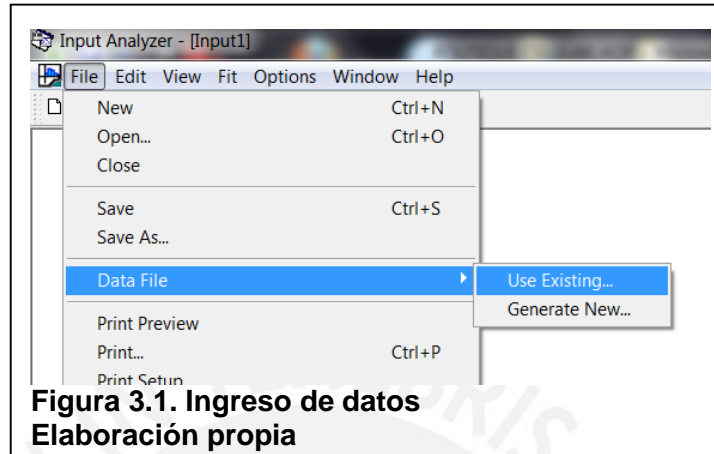 Input Analyzer - [Input1]
File Edit View Fit Options Window Help
New Ctrl+N
Open... Ctrl+O
Close
Save Ctrl+S
Save As...
Data File
Use Existing...
Generate New...
Print Preview
Print... Ctrl+P
Print Setup
Figura 3.1. Ingreso de datos
Elaboración propia